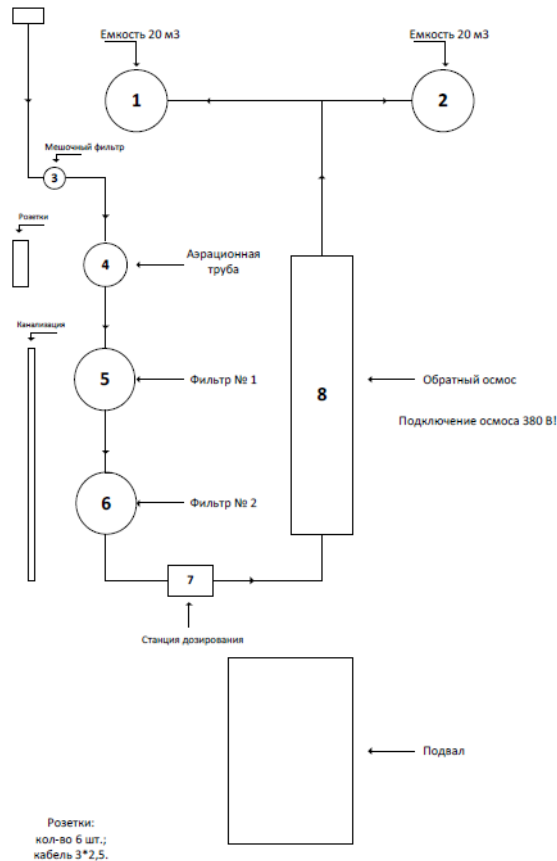 Емкость 20 м3
Емкость 20 м3
1
2
Мешочный фильтр
3
Розетки
4
Аэрационная
труба
Канализация
5
Фильтр № 1
8
Обратный осмос
Подключение осмоса 380 В!
6
Фильтр № 2
7
Станция дозирования
Подвал
Розетки:
кол-во 6 шт.;
кабель 3*2,5.